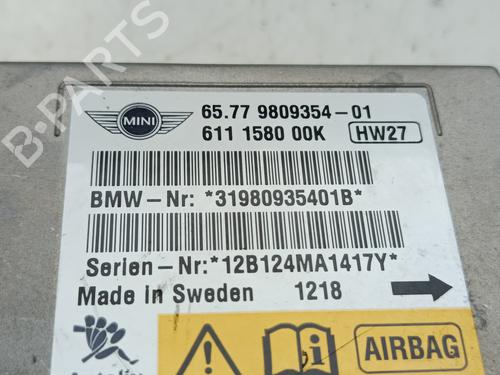 B-PARTS
MINI
65.77 9809354-01
611 1580 00K
HW27
BMW-Nr: *31980935401B*
Serien-Nr:*12B124MA1417Y*
Made in Sweden 1218
AIRBAG